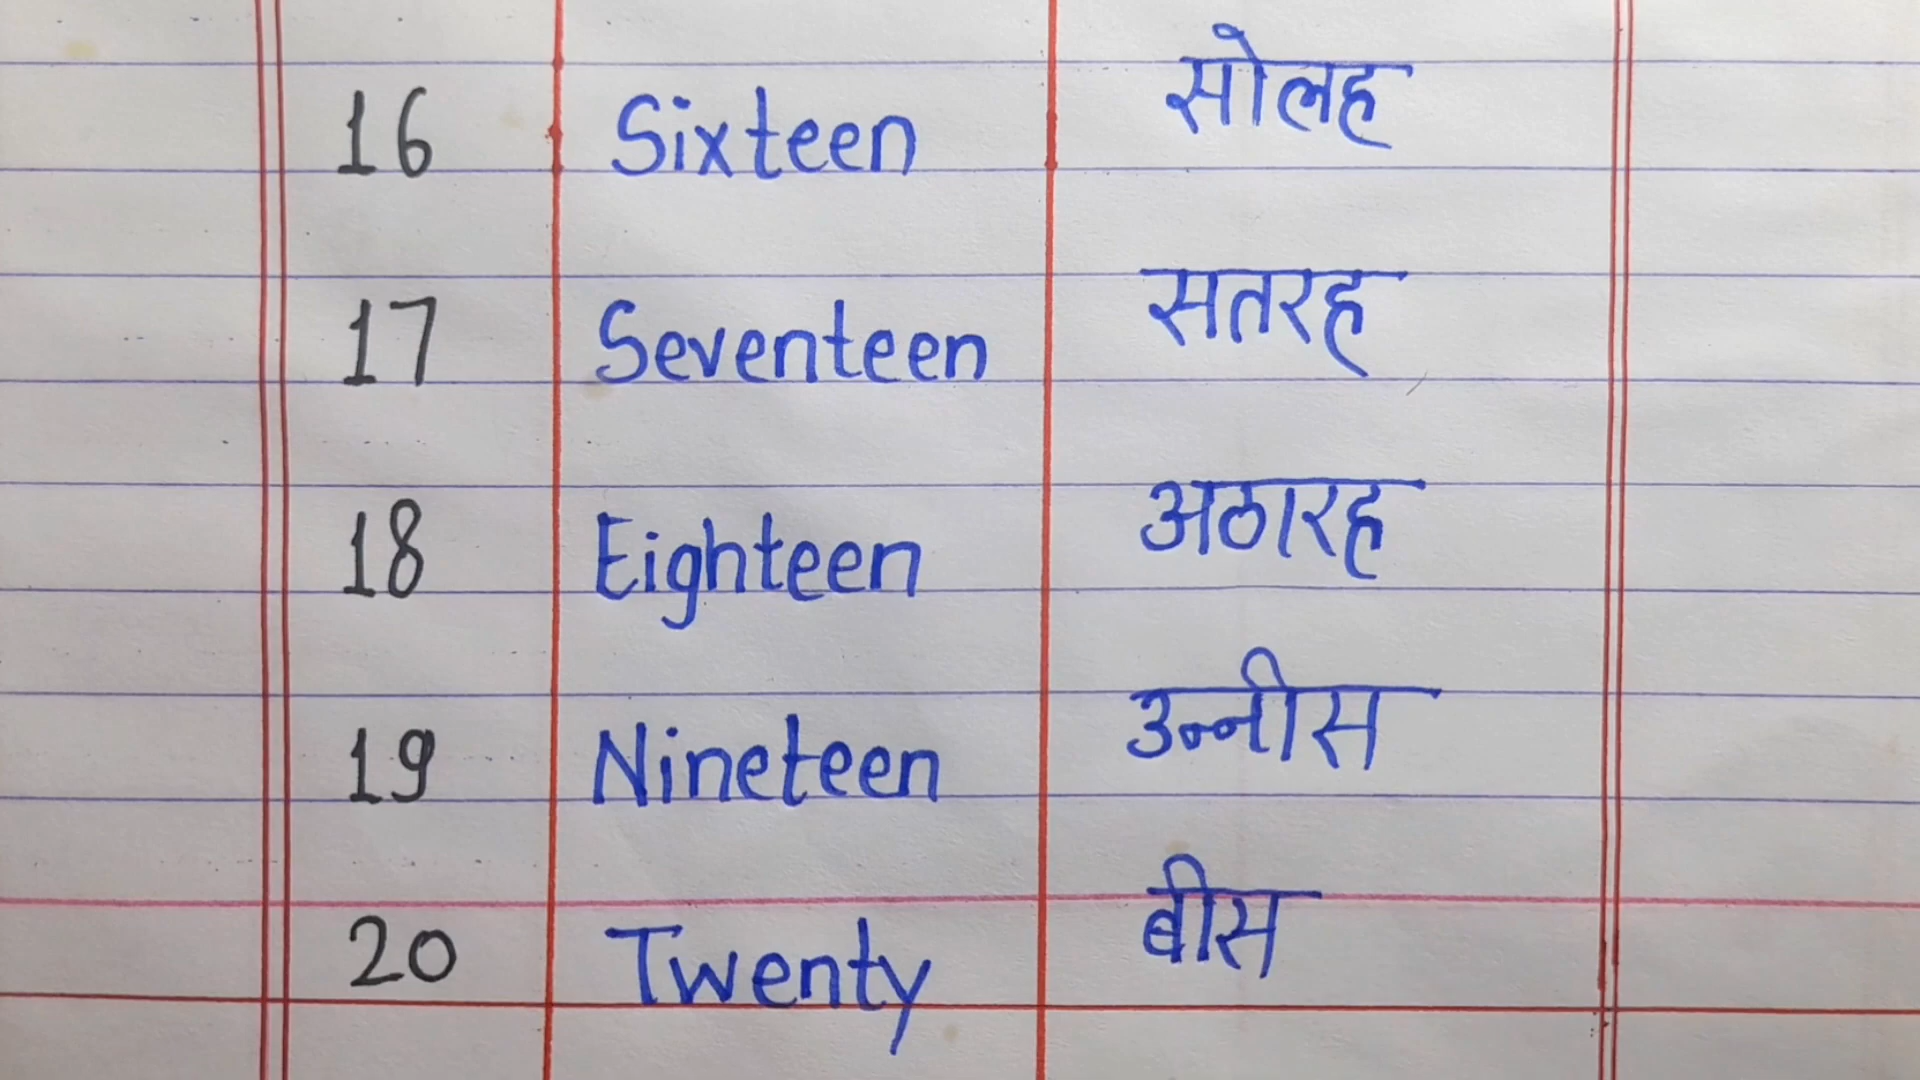 16 Sixteen सोलह
17 Seventeen सतरह
18 Eighteen अठारह
19 Nineteen उन्नीस
20 Twenty बीस